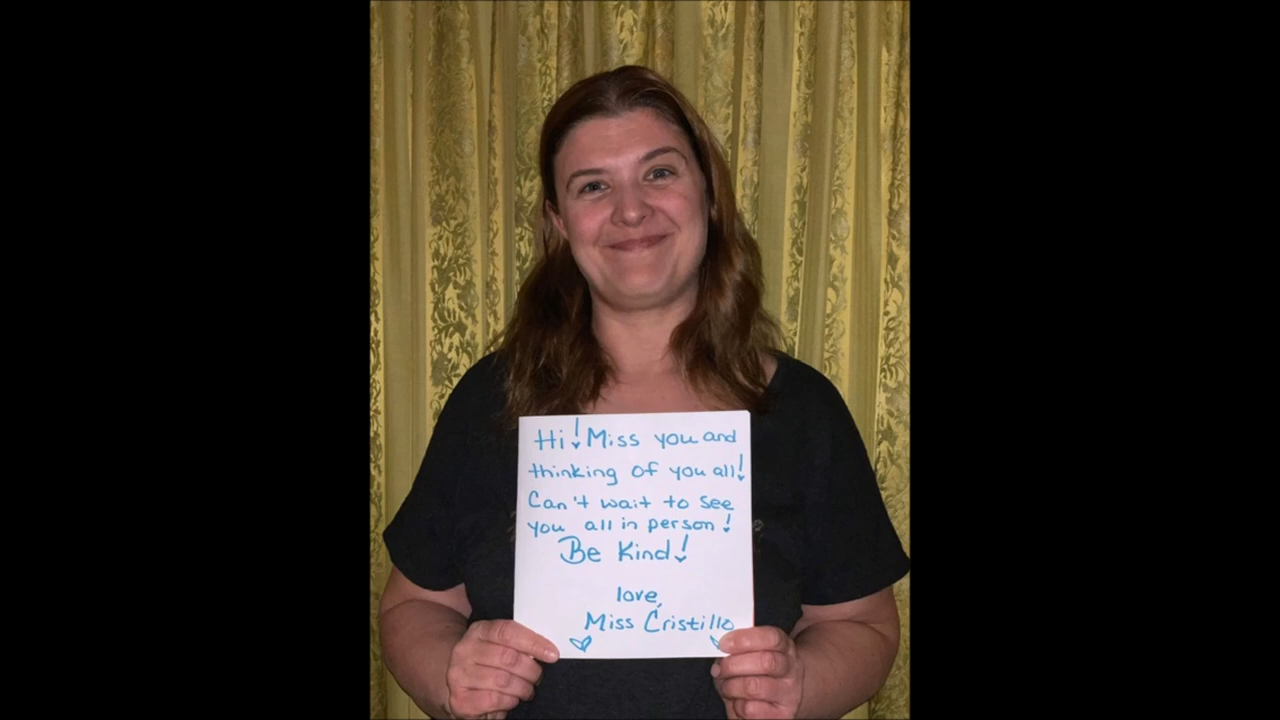 Hi! Miss you and
thinking of you all!
Can't wait to see
you all in person!
Be Kind!
love,
Miss Cristillo